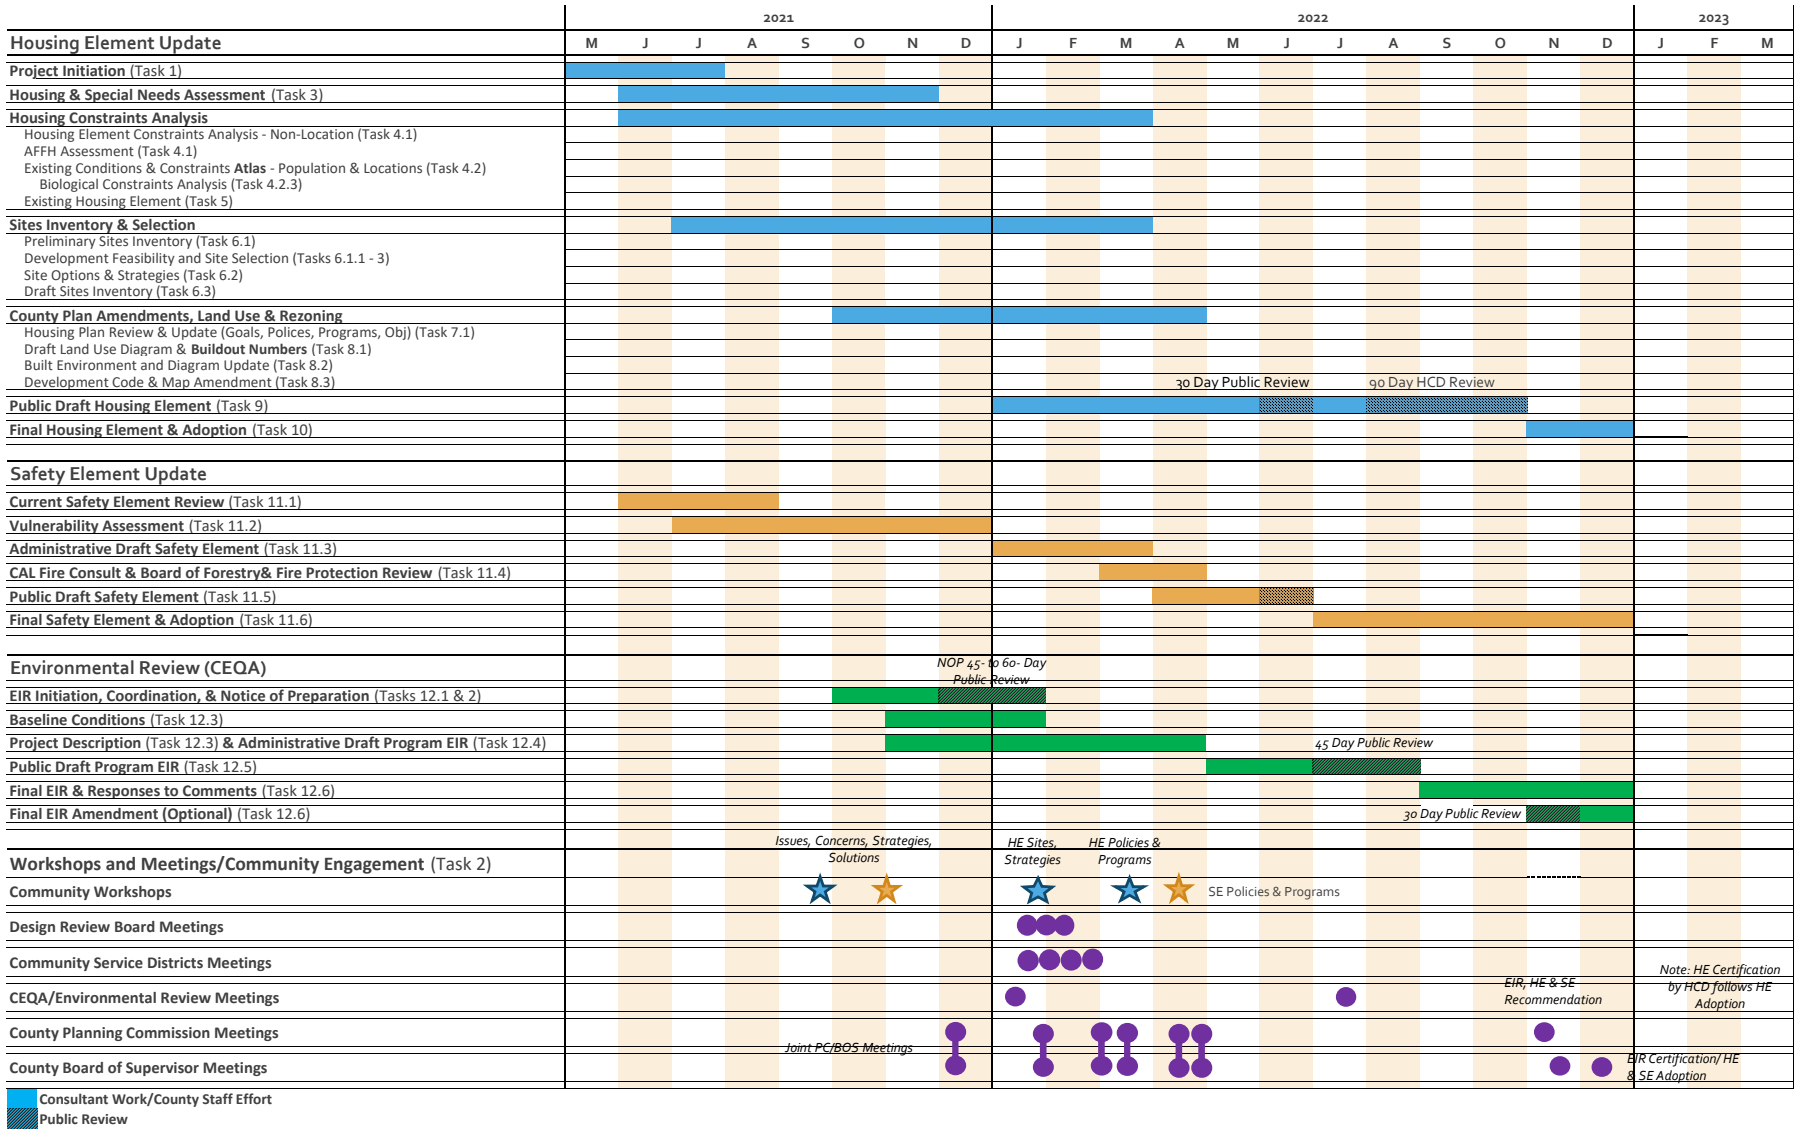 2021 2022 2023
Housing Element Update M J J A S O N D J F M A M J J A S O N D J F M
Project Initiation (Task 1)
Housing & Special Needs Assessment (Task 3)
Housing Constraints Analysis
Housing Element Constraints Analysis - Non-Location (Task 4.1)
AFFH Assessment (Task 4.1)
Existing Conditions & Constraints Atlas - Population & Locations (Task 4.2)
Biological Constraints Analysis (Task 4.2.3)
Existing Housing Element (Task 5)
Sites Inventory & Selection
Preliminary Sites Inventory (Task 6.1)
Development Feasibility and Site Selection (Tasks 6.1.1 - 3)
Site Options & Strategies (Task 6.2)
Draft Sites Inventory (Task 6.3)
County Plan Amendments, Land Use & Rezoning
Housing Plan Review & Update (Goals, Polices, Programs, Obj) (Task 7.1)
Draft Land Use Diagram & Buildout Numbers (Task 8.1)
Built Environment and Diagram Update (Task 8.2)
Development Code & Map Amendment (Task 8.3) 30 Day Public Review 90 Day HCD Review
Public Draft Housing Element (Task 9)
Final Housing Element & Adoption (Task 10)
Safety Element Update
Current Safety Element Review (Task 11.1)
Vulnerability Assessment (Task 11.2)
Administrative Draft Safety Element (Task 11.3)
CAL Fire Consult & Board of Forestry& Fire Protection Review (Task 11.4)
Public Draft Safety Element (Task 11.5)
Final Safety Element & Adoption (Task 11.6)
Environmental Review (CEQA) NOP 45- to 60- Day
Public Review
EIR Initiation, Coordination, & Notice of Preparation (Tasks 12.1 & 2)
Baseline Conditions (Task 12.3)
Project Description (Task 12.3) & Administrative Draft Program EIR (Task 12.4) 45 Day Public Review
Public Draft Program EIR (Task 12.5)
Final EIR & Responses to Comments (Task 12.6)
Final EIR Amendment (Optional) (Task 12.6) 30 Day Public Review
Issues, Concerns, Strategies,
Solutions
HE Sites,
Strategies
HE Policies &
Programs
Workshops and Meetings/Community Engagement (Task 2)
Community Workshops SE Policies & Programs
Design Review Board Meetings
Community Service Districts Meetings
CEQA/Environmental Review Meetings
EIR, HE & SE
Recommendation
Note: HE Certification
by HCD follows HE
Adoption
County Planning Commission Meetings
Joint PC/BOS Meetings
County Board of Supervisor Meetings
EIR Certification/ HE
& SE Adoption
Consultant Work/County Staff Effort
Public Review